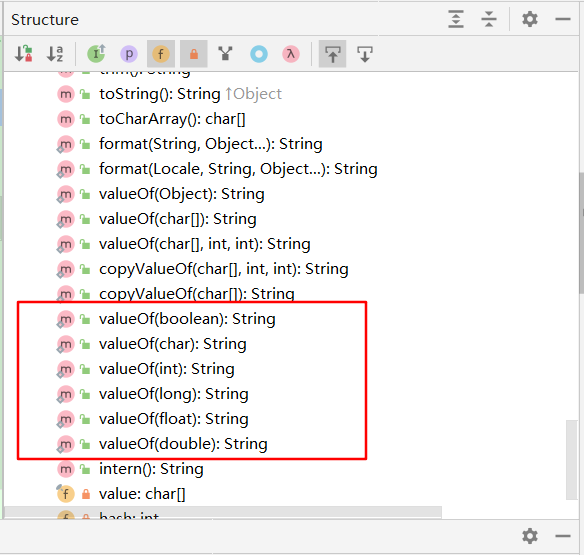 Structure
trim(): String
toString(): String ↑Object
toCharArray(): char[]
format(String, Object...): String
format(Locale, String, Object...): String
valueOf(Object): String
valueOf(char[]): String
valueOf(char[], int, int): String
copyValueOf(char[], int, int): String
copyValueOf(char[]): String
valueOf(boolean): String
valueOf(char): String
valueOf(int): String
valueOf(long): String
valueOf(float): String
valueOf(double): String
intern(): String
value: char[]
hash: int